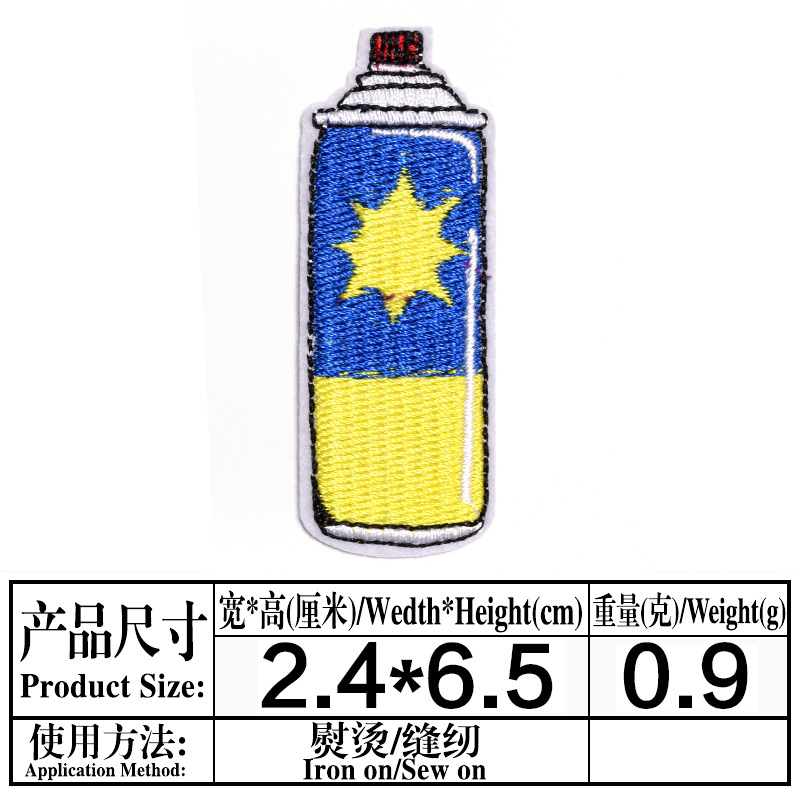 产品尺寸
Product Size:
宽*高(厘米)/Wedth*Height(cm)
重量(克)/Weight(g)
2.4*6.5
0.9
使用方法:
Application Method:
熨烫/缝纫
Iron on/Sew on